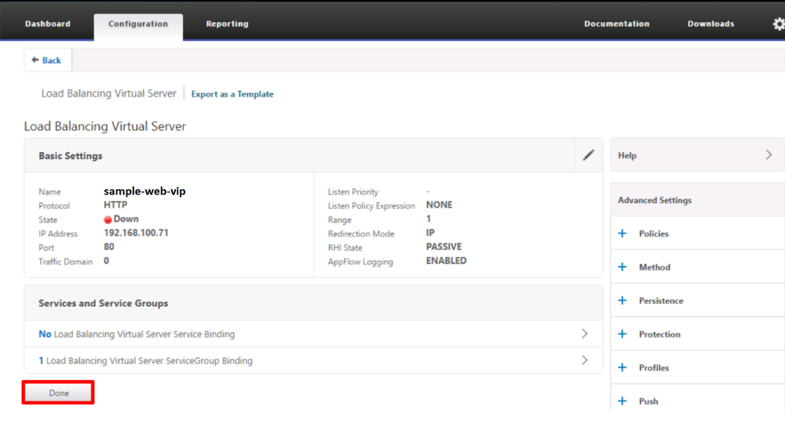 Dashboard Configuration Reporting Documentation Downloads
Back
Load Balancing Virtual Server Export as a Template
Load Balancing Virtual Server
Basic Settings
Name sample-web-vip
Protocol HTTP
State Down
IP Address 192.168.100.71
Port 80
Traffic Domain 0
Listen Priority -
Listen Policy Expression NONE
Range 1
Redirection Mode IP
RHI State PASSIVE
AppFlow Logging ENABLED
Services and Service Groups
No Load Balancing Virtual Server Service Binding
1 Load Balancing Virtual Server ServiceGroup Binding
Done
Help
Advanced Settings
+ Policies
+ Method
+ Persistence
+ Protection
+ Profiles
+ Push